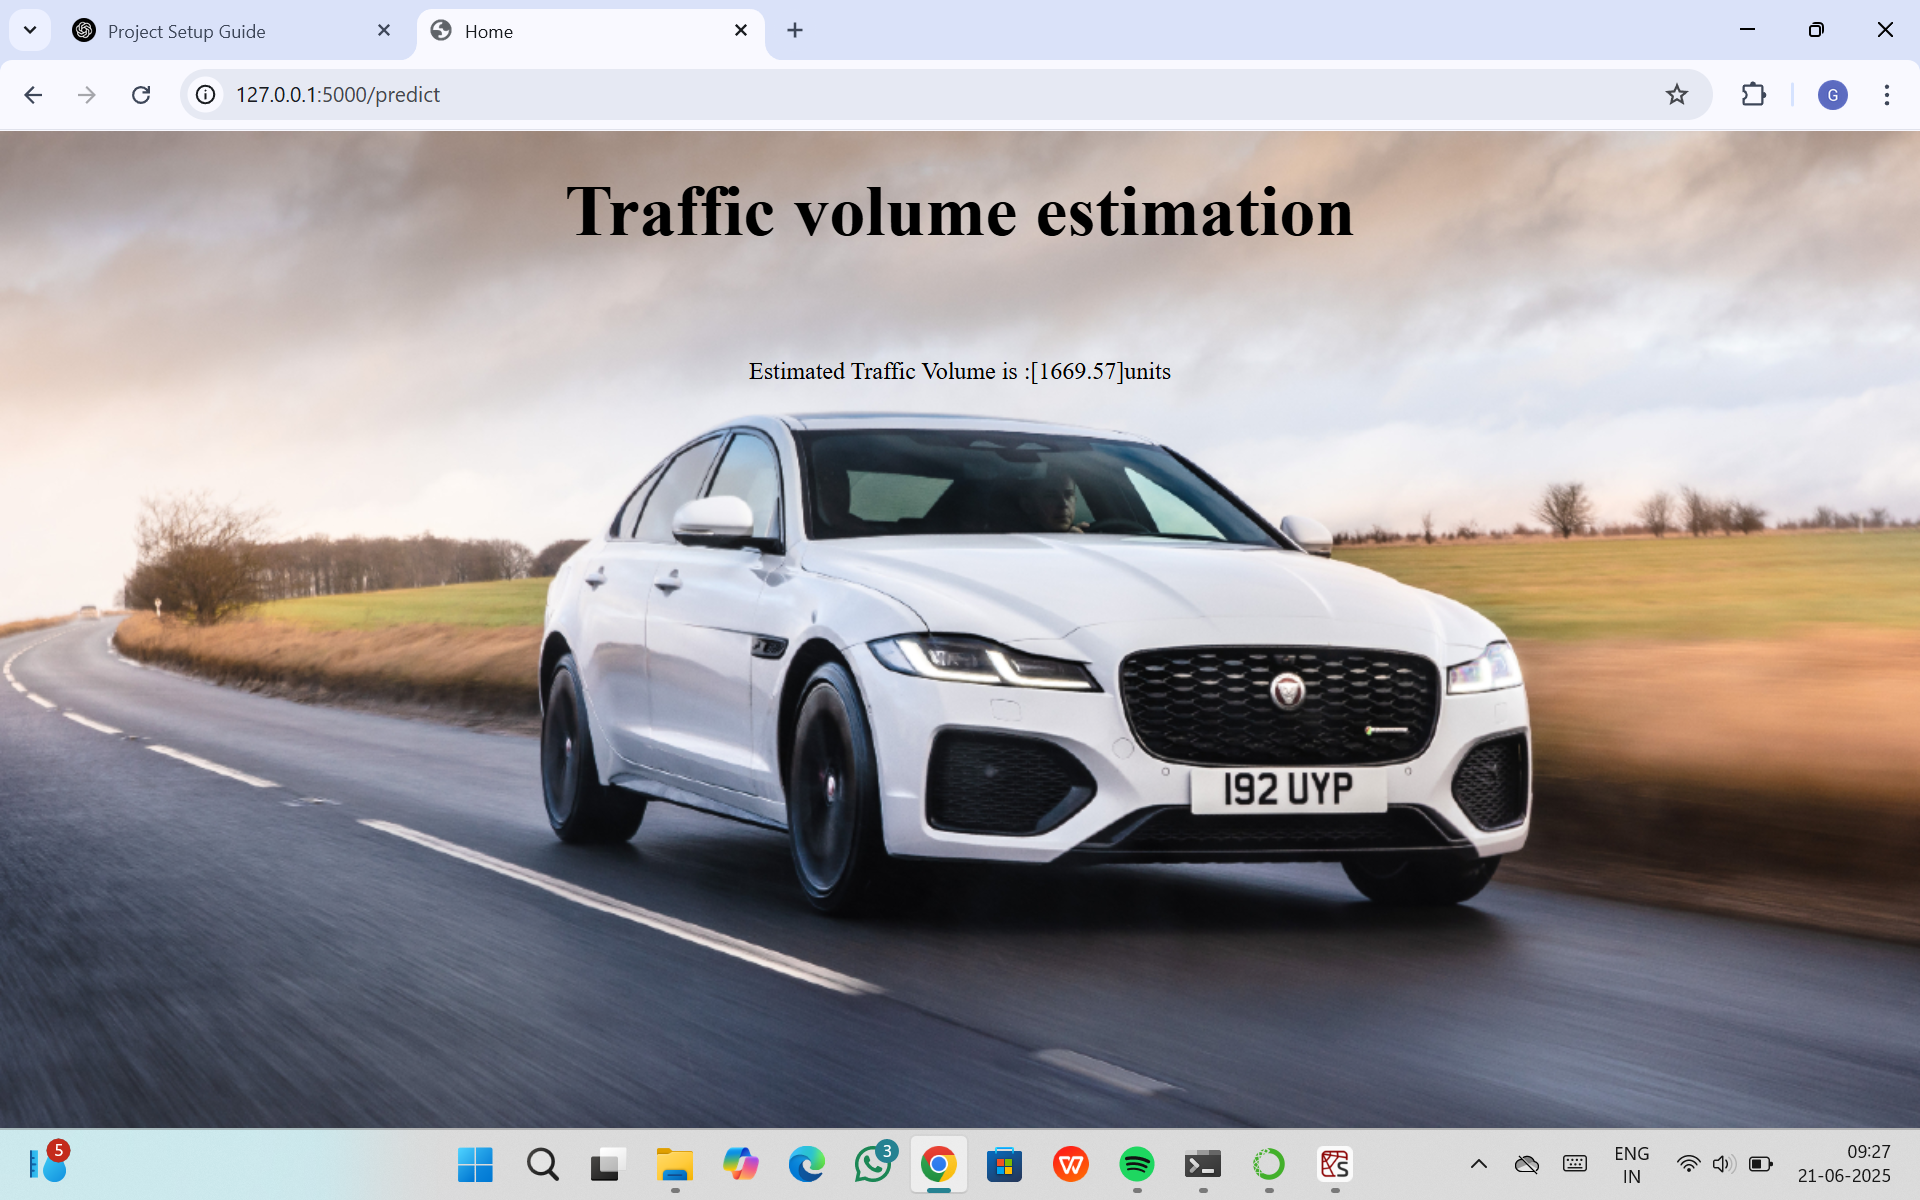 Project Setup Guide
Home
127.0.0.1:5000/predict
G
Traffic volume estimation
Estimated Traffic Volume is :[1669.57]units
192 UYP
5
3
W
S
ENG
IN
09:27
21-06-2025